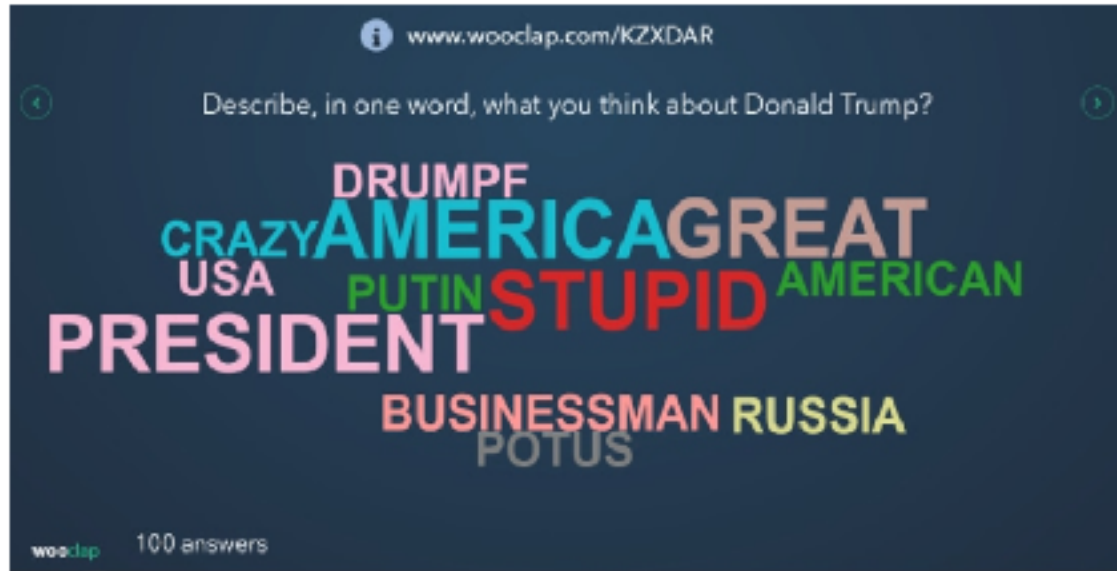 www.wooclap.com/KZXDAR
Describe, in one word, what you think about Donald Trump?
DRUMPF
CRAZY AMERICA GREAT
USA PUTIN STUPID AMERICAN
PRESIDENT
BUSINESSMAN RUSSIA
POTUS
wooclap 100 answers